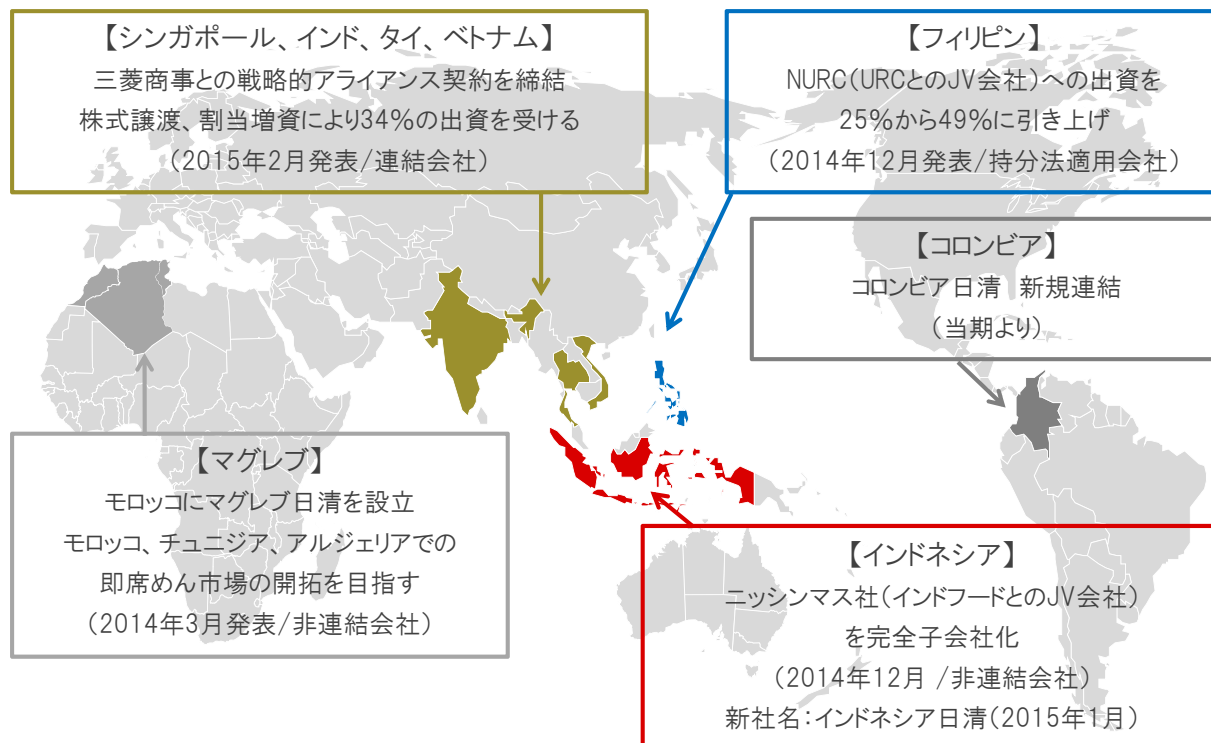 【シンガポール、インド、タイ、ベトナム】
三菱商事との戦略的アライアンス契約を締結
株式譲渡、割当増資により34%の出資を受ける
（2015年2月発表/連結会社）
【フィリピン】
NURC（URCとのJV会社）への出資を
25%から49%に引き上げ
（2014年12月発表/持分法適用会社）
【コロンビア】
コロンビア日清 新規連結
（当期より）
【マグレブ】
モロッコにマグレブ日清を設立
モロッコ、チュニジア、アルジェリアでの
即席めん市場の開拓を目指す
（2014年3月発表/非連結会社）
【インドネシア】
ニッシンマス社（インドフードとのJV会社）
を完全子会社化
（2014年12月 /非連結会社）
新社名：インドネシア日清（2015年1月）